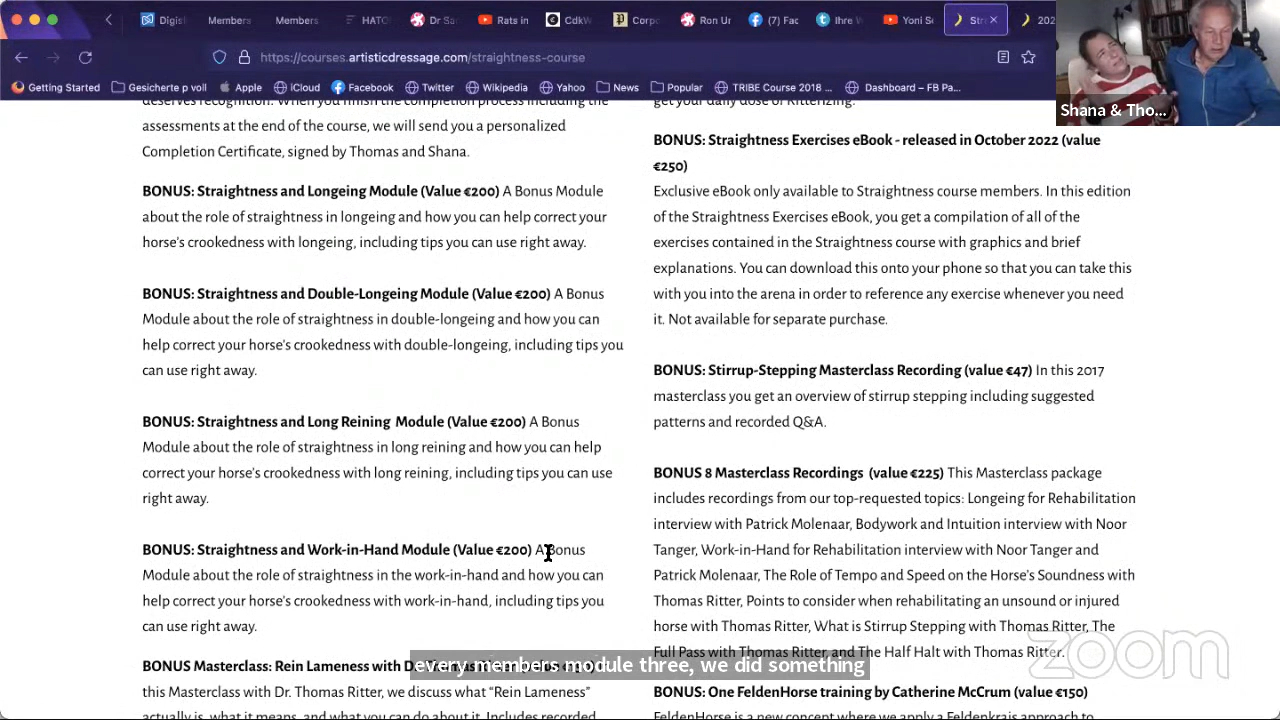 Digisl
Members
Members
HATO
Dr Sa
Rats in
CdkW
Corpo
Ron Ur
(7) Fac
Ihre W
Yoni Se
Str
202
https://courses.artisticdressage.com/straightness-course
Getting Started
Gesicherte p voll
Apple
iCloud
Facebook
Twitter
Wikipedia
Yahoo
News
Popular
TRIBE Course 2018 ...
Dashboard – FB Pa...
Shana & Tho...
deserves recognition. When you finish the completion process including the
assessments at the end of the course, we will send you a personalized
Completion Certificate, signed by Thomas and Shana.
BONUS: Straightness and Longeing Module (Value €200) A Bonus Module
about the role of straightness in longeing and how you can help correct your
horse's crookedness with longeing, including tips you can use right away.
BONUS: Straightness and Double-Longeing Module (Value €200) A Bonus
Module about the role of straightness in double-longeing and how you can
help correct your horse's crookedness with double-longeing, including tips you
can use right away.
BONUS: Straightness and Long Reining Module (Value €200) A Bonus
Module about the role of straightness in long reining and how you can help
correct your horse's crookedness with long reining, including tips you can use
right away.
BONUS: Straightness and Work-in-Hand Module (Value €200) A Bonus
Module about the role of straightness in the work-in-hand and how you can
help correct your horse's crookedness with work-in-hand, including tips you
can use right away.
BONUS Masterclass: Rein Lameness with D
this Masterclass with Dr. Thomas Ritter, we discuss what “Rein Lameness”
actually is, what it means, and what you can do about it. Includes recorded
get your daily dose of Ritterizing.
BONUS: Straightness Exercises eBook - released in October 2022 (value
€250)
Exclusive eBook only available to Straightness course members. In this edition
of the Straightness Exercises eBook, you get a compilation of all of the
exercises contained in the Straightness course with graphics and brief
explanations. You can download this onto your phone so that you can take this
with you into the arena in order to reference any exercise whenever you need
it. Not available for separate purchase.
BONUS: Stirrup-Stepping Masterclass Recording (value €47) In this 2017
masterclass you get an overview of stirrup stepping including suggested
patterns and recorded Q&A.
BONUS 8 Masterclass Recordings (value €225) This Masterclass package
includes recordings from our top-requested topics: Longeing for Rehabilitation
interview with Patrick Molenaar, Bodywork and Intuition interview with Noor
Tanger, Work-in-Hand for Rehabilitation interview with Noor Tanger and
Patrick Molenaar, The Role of Tempo and Speed on the Horse's Soundness with
Thomas Ritter, Points to consider when rehabilitating an unsound or injured
horse with Thomas Ritter, What is Stirrup Stepping with Thomas Ritter, The
Full Pass with Thomas Ritter, and The Half Halt with Thomas Ritter.
BONUS: One FeldenHorse training by Catherine McCrum (value €150)
FeldenHorse is a new concept where we apply a Feldenkrais approach to
every members module three, we did something
zoom